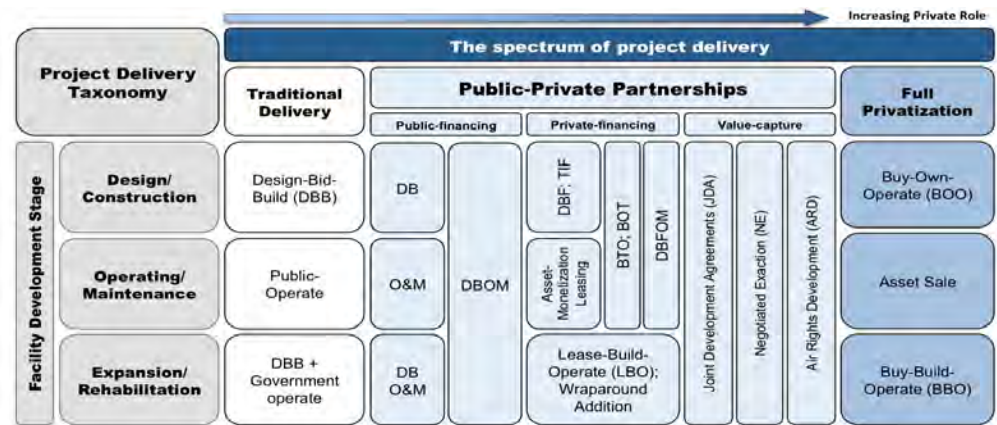 Increasing Private Role
The spectrum of project delivery
Project Delivery
Taxonomy
Traditional
Delivery
Public-Private Partnerships
Full
Privatization
Public-financing
Private-financing
Value-capture
Facility Development Stage
Design/
Construction
Design-Bid-
Build (DBB)
DB
DBOM
DBF; TIF
BTO; BOT
DBFOM
Joint Development Agreements (JDA)
Negotiated Exaction (NE)
Air Rights Development (ARD)
Buy-Own-
Operate (BOO)
Operating/
Maintenance
Public-
Operate
O&M
Asset-
Monetization
Leasing
Asset Sale
Expansion/
Rehabilitation
DBB +
Government
operate
DB
O&M
Lease-Build-
Operate (LBO);
Wraparound
Addition
Buy-Build-
Operate (BBO)